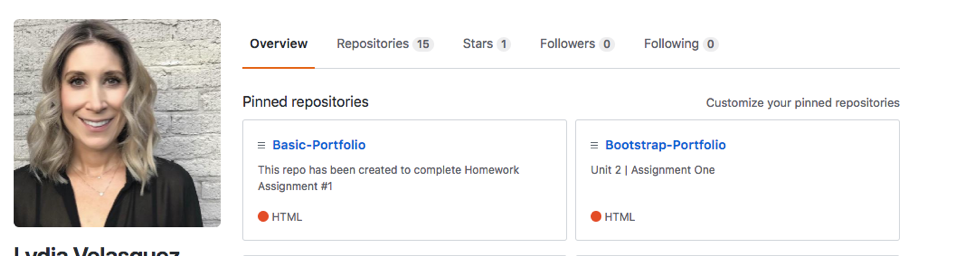 Overview Repositories 15 Stars 1 Followers 0 Following 0
Pinned repositories Customize your pinned repositories
Basic-Portfolio
This repo has been created to complete Homework
Assignment #1
HTML
Bootstrap-Portfolio
Unit 2 | Assignment One
HTML
Lydia Velasquez